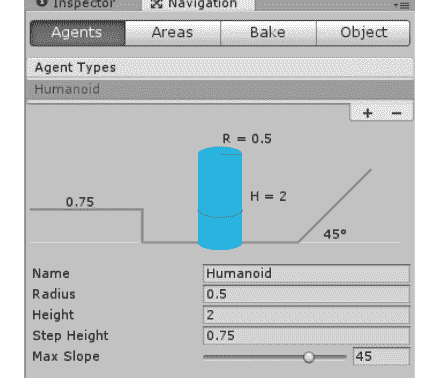 Inspector Navigation
Agents Areas Bake Object
Agent Types
Humanoid
+ −
R = 0.5
0.75 H = 2
45°
Name Humanoid
Radius 0.5
Height 2
Step Height 0.75
Max Slope 45